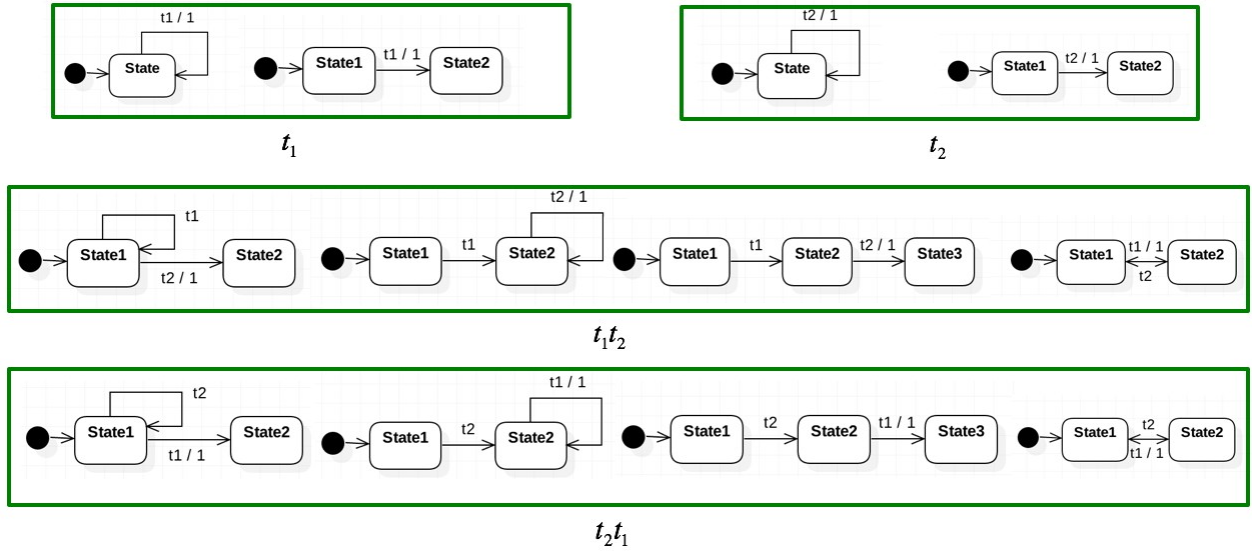 t1 / 1
State
t1 / 1
State1
State2
t₁
t2 / 1
State
t2 / 1
State1
State2
t₂
t1
State1
State2
t2 / 1
t2 / 1
State1
t1
State2
State1
t1
State2
t2 / 1
State3
State1
t1 / 1
t2
State2
t₁t₂
t2
State1
State2
t1 / 1
t1 / 1
State1
t2
State2
State1
t2
State2
t1 / 1
State3
State1
t2
t1 / 1
State2
t₂t₁